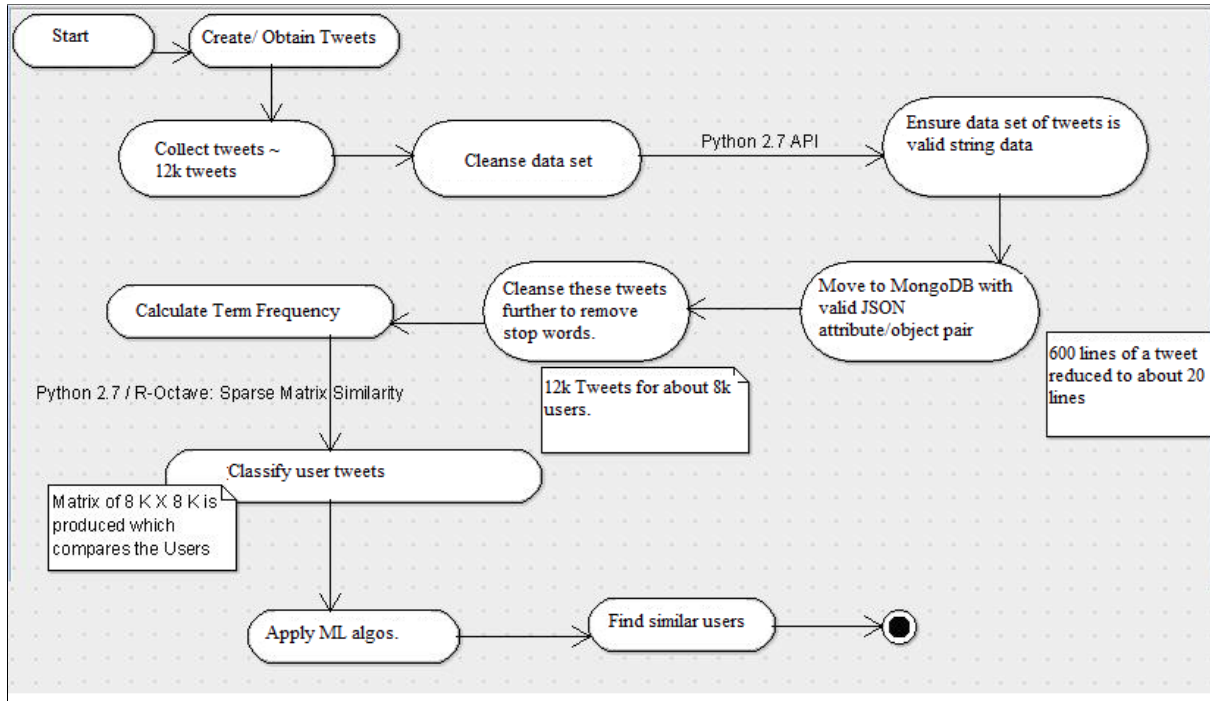 Start
Create/ Obtain Tweets
Collect tweets ~
12k tweets
Cleanse data set
Python 2.7 API
Ensure data set of tweets is
valid string data
Move to MongoDB with
valid JSON
attribute/object pair
600 lines of a tweet
reduced to about 20
lines
Cleanse these tweets
further to remove
stop words.
12k Tweets for about 8k
users.
Calculate Term Frequency
Python 2.7 / R-Octave: Sparse Matrix Similarity
Classify user tweets
Matrix of 8 K X 8 K is
produced which
compares the Users
Apply ML algos.
Find similar users